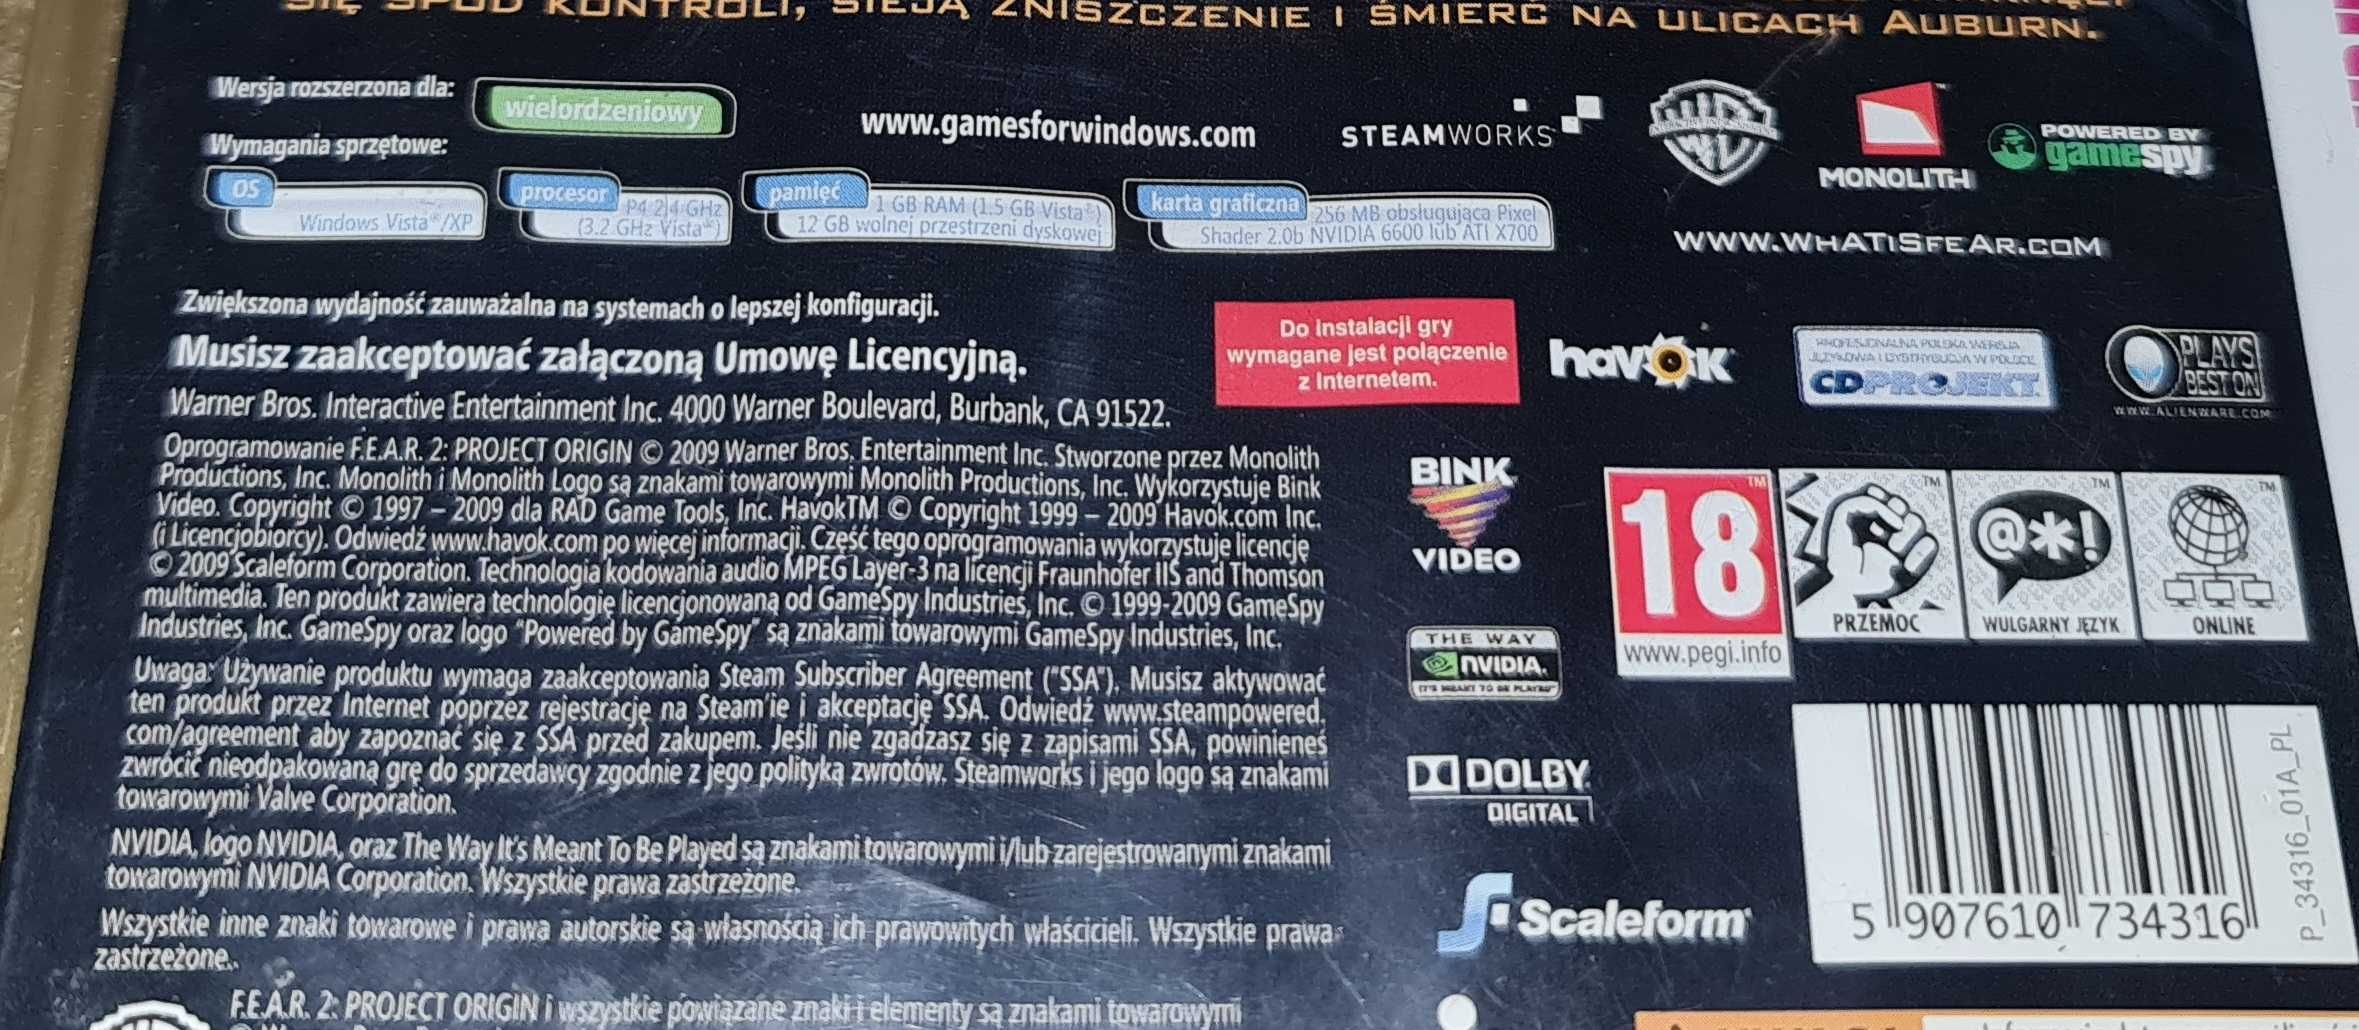 SIĘ SPOD KONTROLI, SIEJĄ ZNISZCZENIE I ŚMIERĆ NA ULICACH AUBURN.
Wersja rozszerzona dla:
wielordzeniowy
www.gamesforwindows.com
STEAMWORKS
MONOLITH
POWERED BY
gamespy
Wymagania sprzętowe:
OS
Windows Vista®/XP
procesor
P4 2,4 GHz
(3.2 GHz Vista®)
pamięć
1 GB RAM (1.5 GB Vista®)
12 GB wolnej przestrzeni dyskowej
karta graficzna
256 MB obsługująca Pixel
Shader 2.0b NVIDIA 6600 lub ATI X700
WWW.WHATISFEAR.COM
Zwiększona wydajność zauważalna na systemach o lepszej konfiguracji.
Musisz zaakceptować załączoną Umowę Licencyjną.
Warner Bros. Interactive Entertainment Inc. 4000 Warner Boulevard, Burbank, CA 91522.
Do instalacji gry
wymagane jest połączenie
z Internetem.
havok
PROFESJONALNA POLSKA WERSJA
JĘZYKOWA I DYSTRYBUCJA W POLSCE
CDPROJEKT
PLAYS
BEST ON
WWW.ALIENWARE.COM
Oprogramowanie F.E.A.R. 2: PROJECT ORIGIN © 2009 Warner Bros. Entertainment Inc. Stworzone przez Monolith
Productions, Inc. Monolith i Monolith Logo są znakami towarowymi Monolith Productions, Inc. Wykorzystuje Bink
Video. Copyright © 1997 – 2009 dla RAD Game Tools, Inc. HavokTM © Copyright 1999 – 2009 Havok.com Inc.
(i Licencjobiorcy). Odwiedź www.havok.com po więcej informacji. Część tego oprogramowania wykorzystuje licencję
© 2009 Scaleform Corporation. Technologia kodowania audio MPEG Layer-3 na licencji Fraunhofer IIS and Thomson
multimedia. Ten produkt zawiera technologię licencjonowaną od GameSpy Industries, Inc. © 1999-2009 GameSpy
Industries, Inc. GameSpy oraz logo "Powered by GameSpy" są znakami towarowymi GameSpy Industries, Inc.
Uwaga: Używanie produktu wymaga zaakceptowania Steam Subscriber Agreement ("SSA"). Musisz aktywować
ten produkt przez Internet poprzez rejestrację na Steam'ie i akceptację SSA. Odwiedź www.steampowered.
com/agreement aby zapoznać się z SSA przed zakupem. Jeśli nie zgadzasz się z zapisami SSA, powinieneś
zwrócić nieodpakowaną grę do sprzedawcy zgodnie z jego polityką zwrotów. Steamworks i jego logo są znakami
towarowymi Valve Corporation.
NVIDIA, logo NVIDIA, oraz The Way It's Meant To Be Played są znakami towarowymi i/lub zarejestrowanymi znakami
towarowymi NVIDIA Corporation. Wszystkie prawa zastrzeżone.
Wszystkie inne znaki towarowe i prawa autorskie są własnością ich prawowitych właścicieli. Wszystkie prawa
zastrzeżone..
F.E.A.R. 2: PROJECT ORIGIN i wszystkie powiązane znaki i elementy są znakami towarowymi
BINK
VIDEO
THE WAY
NVIDIA.
IT'S MEANT TO BE PLAYED
DOLBY
DIGITAL
Scaleform
18
www.pegi.info
PRZEMOC
@*!
WULGARNY JĘZYK
ONLINE
5 907610 734316
P_34316_01A_PL